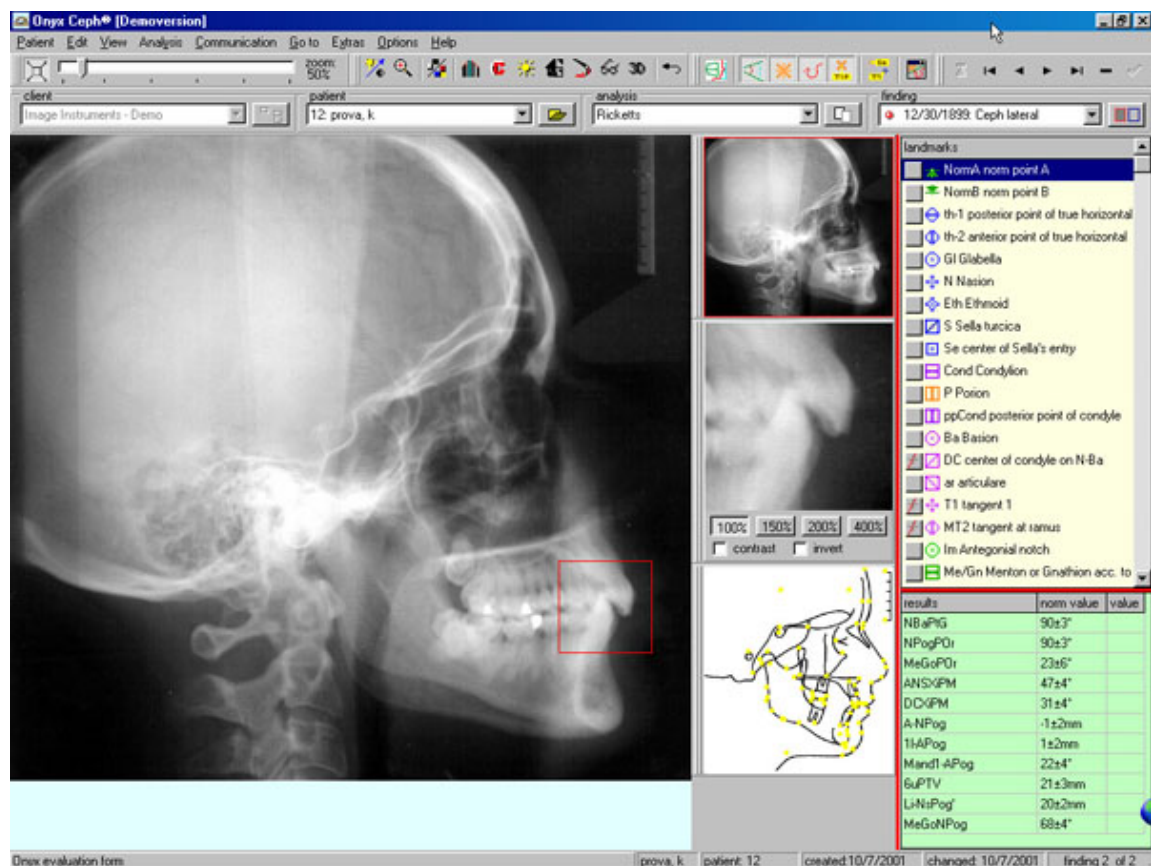 Onyx Ceph® [Demoversion]
Patient Edit View Analysis Communication Go to Extras Options Help
zoom:
50%
3D
client
patient
analysis
finding
Image Instruments - Demo
12: prova, k
Ricketts
12/30/1899: Ceph lateral
landmarks
NormA norm point A
NormB norm point B
th-1 posterior point of true horizontal
th-2 anterior point of true horizontal
Gl Glabella
N Nasion
Eth Ethmoid
S Sella turcica
Se center of Sella's entry
Cond Condylion
P Porion
ppCond posterior point of condyle
Ba Basion
DC center of condyle on N-Ba
ar articulare
T1 tangent 1
MT2 tangent at ramus
Im Antegonial notch
Me/Gn Menton or Gnathion acc. to
100% 150% 200% 400%
contrast invert
results norm value value
NBaPtG 90±3°
NPogPOr 90±3°
MeGoPOr 23±6°
ANSXiPM 47±4°
DCXiPM 31±4°
A-NPog -1±2mm
1l-APog 1±2mm
Mand1-APog 22±4°
6uPTV 21±3mm
Li-NsPog' 20±2mm
MeGoNPog 68±4°
Onyx evaluation form
prova, k patient: 12 created:10/7/2001 changed: 10/7/2001 finding 2 of 2